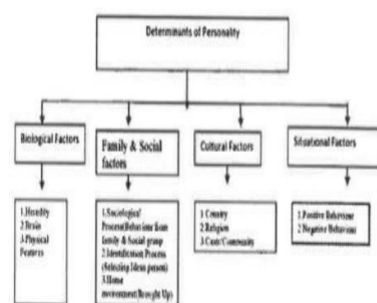 Determinants of Personality
Biological Factors
Family & Social
factors
Cultural Factors
Situational Factors
1.Heredity
2.Brain
3.Physical
Features
1.Sociological
Process(Behaviour from
family & Social group
2.Identification Process
(Selecting Ideas person)
3.Home
environment(Brought Up)
1.Country
2.Religion
3.Caste/Community
1.Positive Behaviour
2.Negative Behaviour